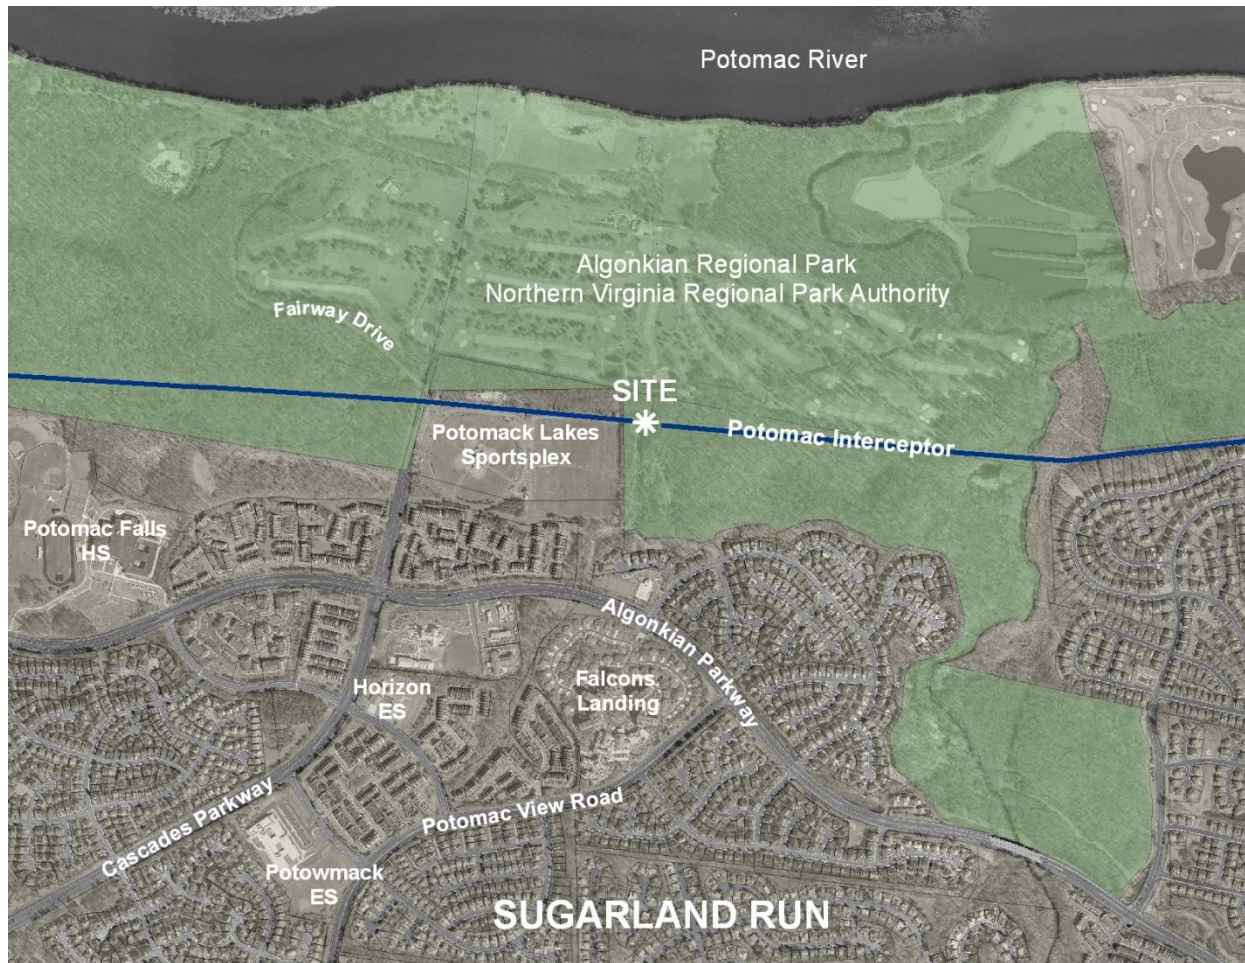 Potomac River
Algonkian Regional Park
Northern Virginia Regional Park Authority
Fairway Drive
SITE
Potomack Lakes
Sportsplex
Potomac Interceptor
Potomac Falls
HS
Algonkian Parkway
Horizon
ES
Falcons
Landing
Cascades Parkway
Potomac View Road
Potowmack
ES
SUGARLAND RUN